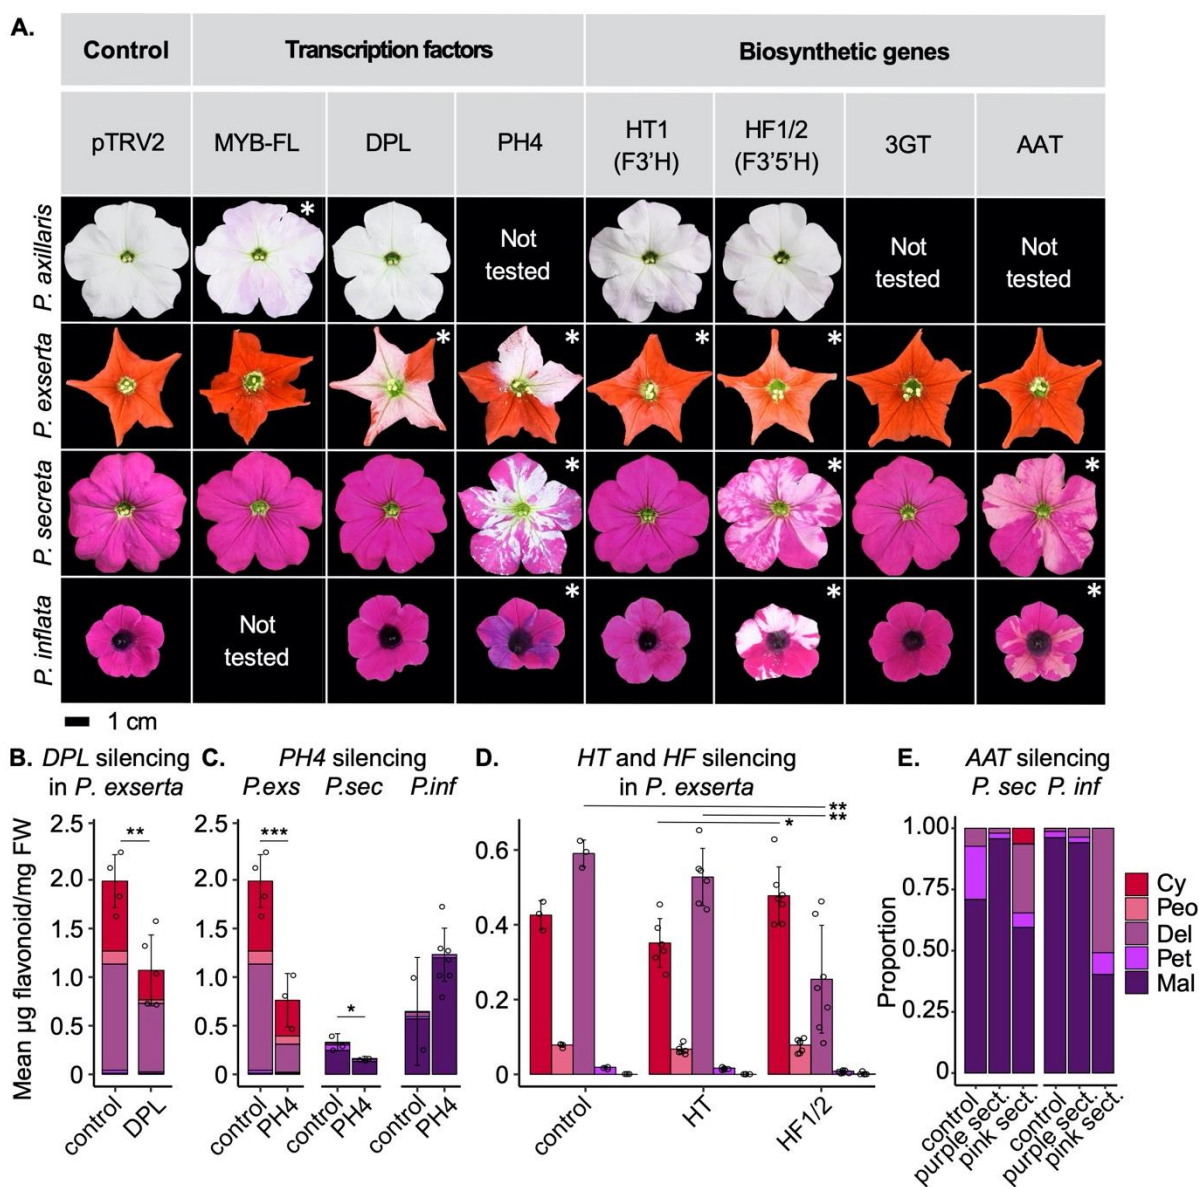 A.
Control Transcription factors Biosynthetic genes
pTRV2 MYB-FL DPL PH4 HT1 HF1/2 3GT AAT
(F3'H) (F3'5'H)
P. axillaris
*
Not
tested
Not
tested
Not
tested
P. exserta
* * * *
P. secreta
* * *
P. inflata
Not
tested
* * *
1 cm
B. DPL silencing
in P. exserta
Mean µg flavonoid/mg FW
2.5
2.0
1.5
1.0
0.5
0
**
control DPL
C. PH4 silencing
P.exs P.sec P.inf
2.5
2.0
1.5
1.0
0.5
0
***
*
control PH4 control PH4 control PH4
D. HT and HF silencing
in P. exserta
**
**
*
0.6
0.4
0.2
0
control HT HF1/2
E. AAT silencing
P. sec P. inf
Proportion
1.00
0.75
0.50
0.25
0
control purple sect. pink sect. control purple sect. pink sect.
Cy
Peo
Del
Pet
Mal